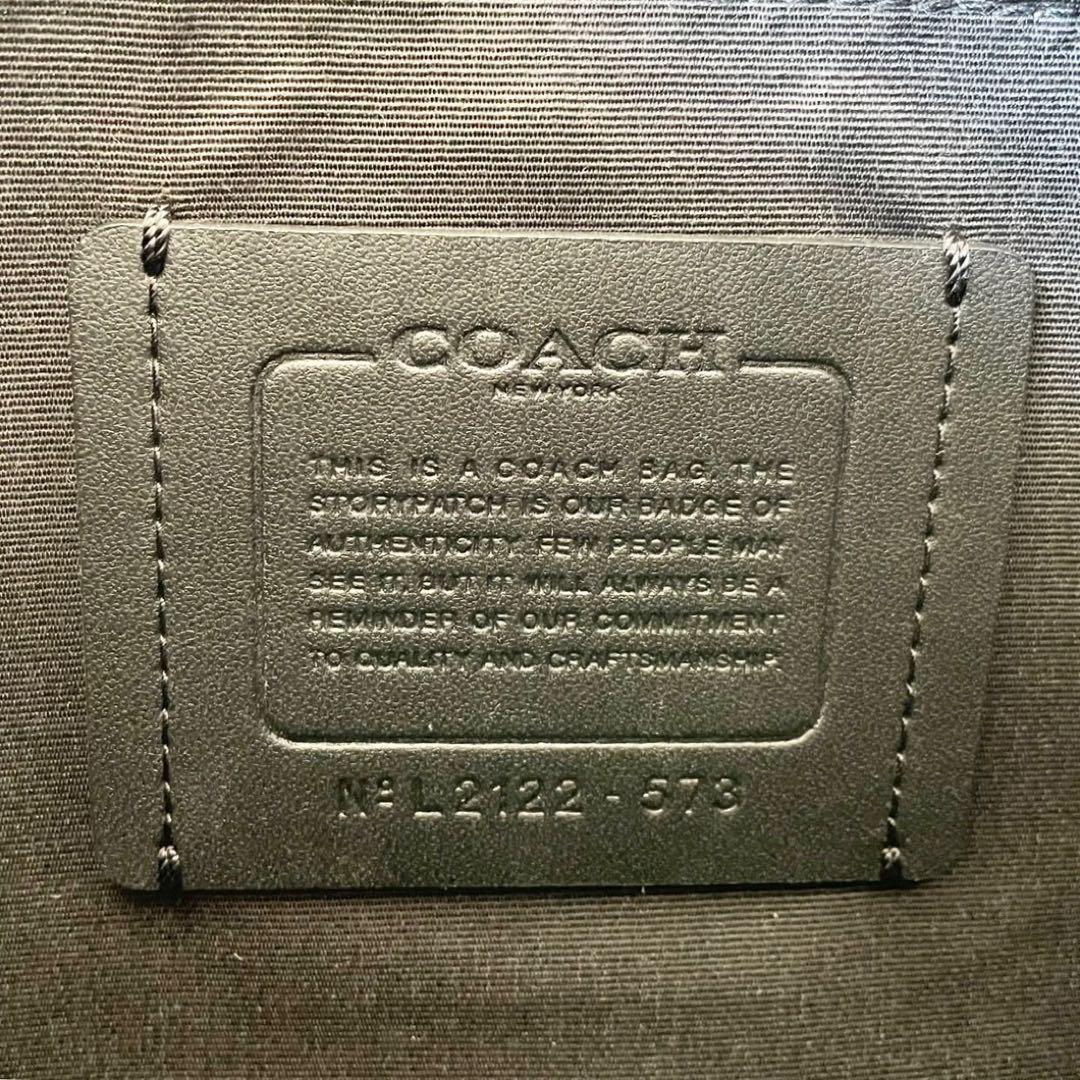 COACH
NEW YORK
THIS IS A COACH BAG. THE
STORYPATCH IS OUR BADGE OF
AUTHENTICITY. FEW PEOPLE MAY
SEE IT, BUT IT WILL ALWAYS BE A
REMINDER OF OUR COMMITMENT
TO QUALITY AND CRAFTSMANSHIP.
Nº L2122 - 573